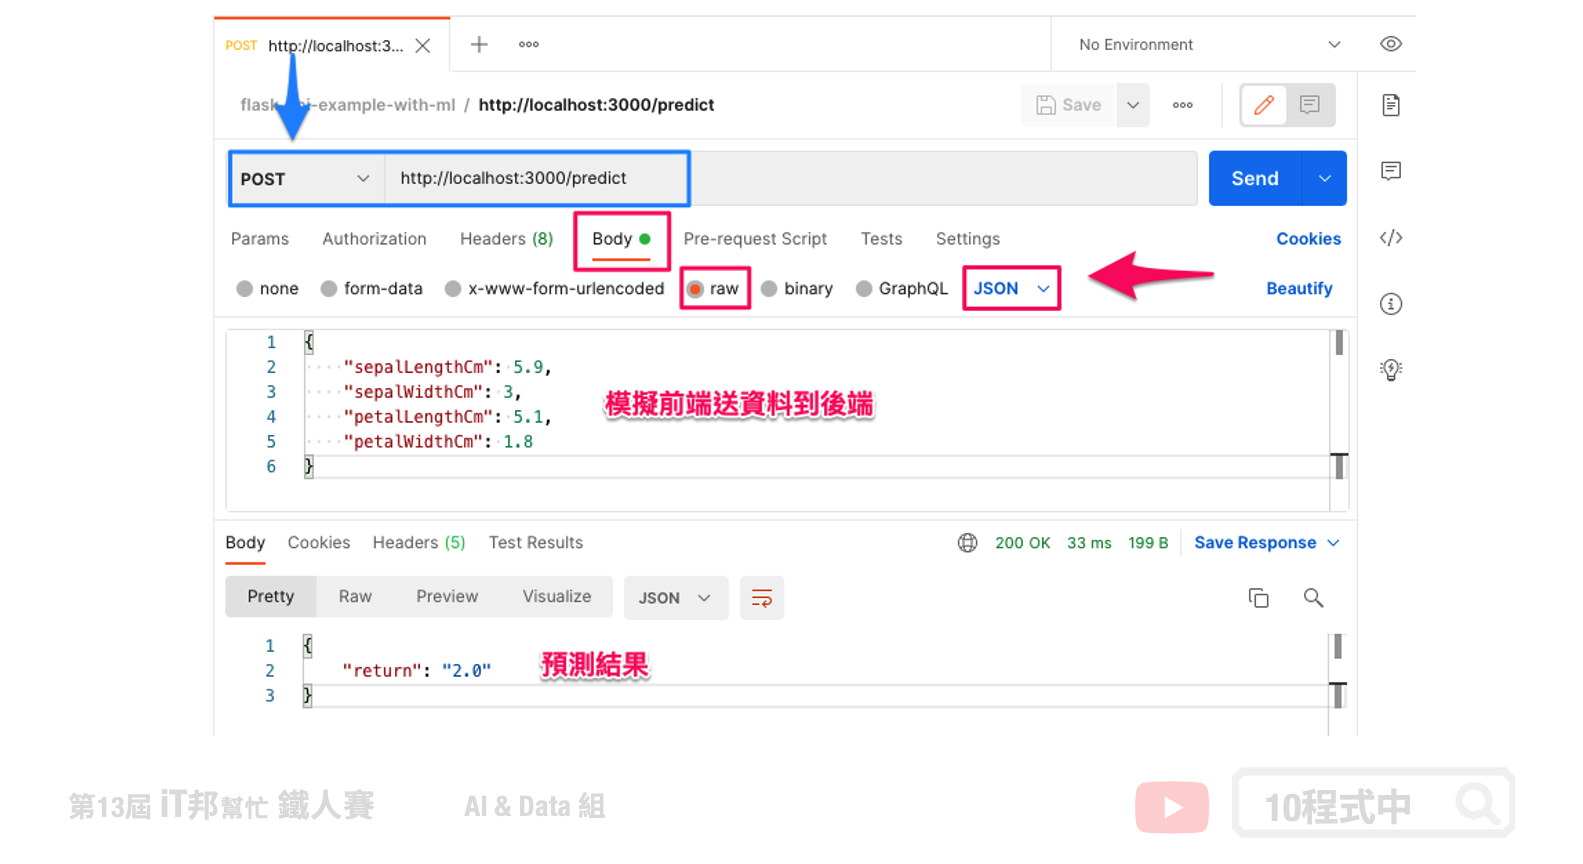 POST http://localhost:3...
No Environment
flask-api-example-with-ml / http://localhost:3000/predict
Save
POST http://localhost:3000/predict
Send
Params Authorization Headers (8) Body Pre-request Script Tests Settings Cookies
none form-data x-www-form-urlencoded raw binary GraphQL JSON Beautify
1 {
2 "sepalLengthCm": 5.9,
3 "sepalWidthCm": 3,
4 "petalLengthCm": 5.1,
5 "petalWidthCm": 1.8
6 }
模擬前端送資料到後端
Body Cookies Headers (5) Test Results 200 OK 33 ms 199 B Save Response
Pretty Raw Preview Visualize JSON
1 {
2 "return": "2.0"
3 }
預測結果
第13屆 iT邦幫忙 鐵人賽 AI & Data 組
10程式中